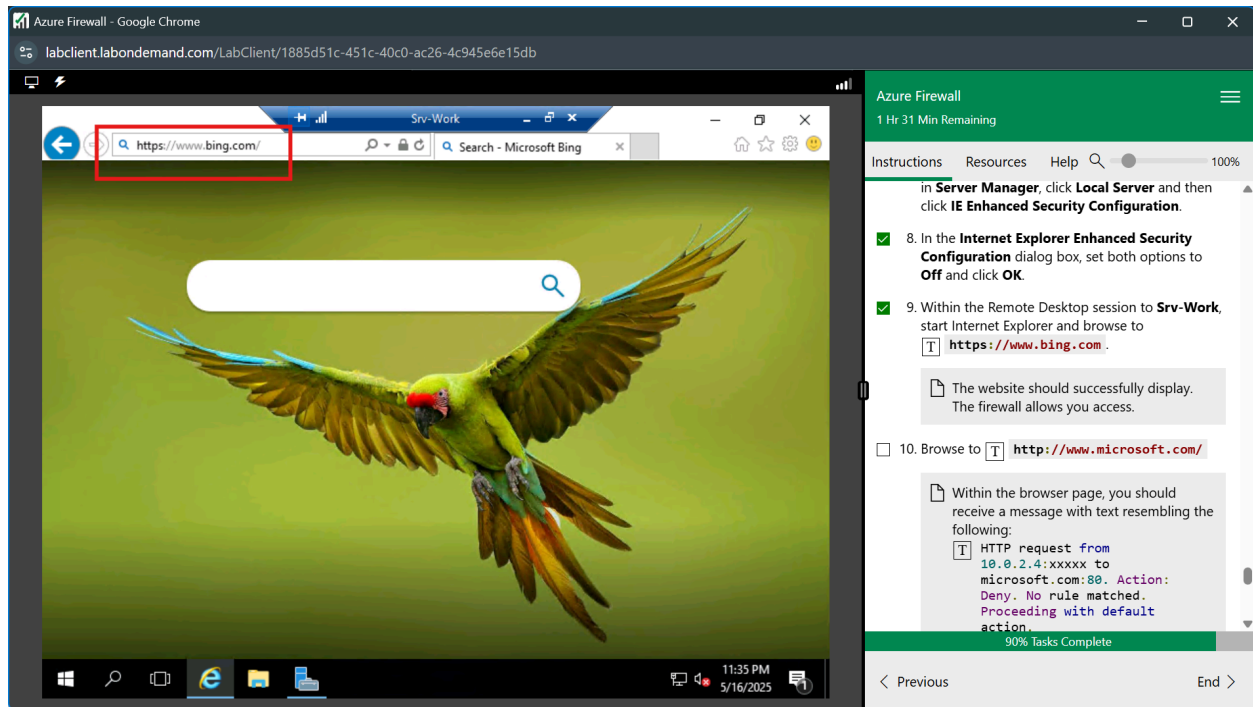 Azure Firewall - Google Chrome
labclient.labondemand.com/LabClient/1885d51c-451c-40c0-ac26-4c945e6e15db
Srv-Work
https://www.bing.com/
Search - Microsoft Bing
11:35 PM
5/16/2025
1
Azure Firewall
1 Hr 31 Min Remaining
Instructions Resources Help 100%
in Server Manager, click Local Server and then
click IE Enhanced Security Configuration.
8. In the Internet Explorer Enhanced Security
Configuration dialog box, set both options to
Off and click OK.
9. Within the Remote Desktop session to Srv-Work,
start Internet Explorer and browse to
T https://www.bing.com .
The website should successfully display.
The firewall allows you access.
10. Browse to T http://www.microsoft.com/
Within the browser page, you should
receive a message with text resembling the
following:
T HTTP request from
10.0.2.4:xxxxx to
microsoft.com:80. Action:
Deny. No rule matched.
Proceeding with default
action.
90% Tasks Complete
< Previous
End >